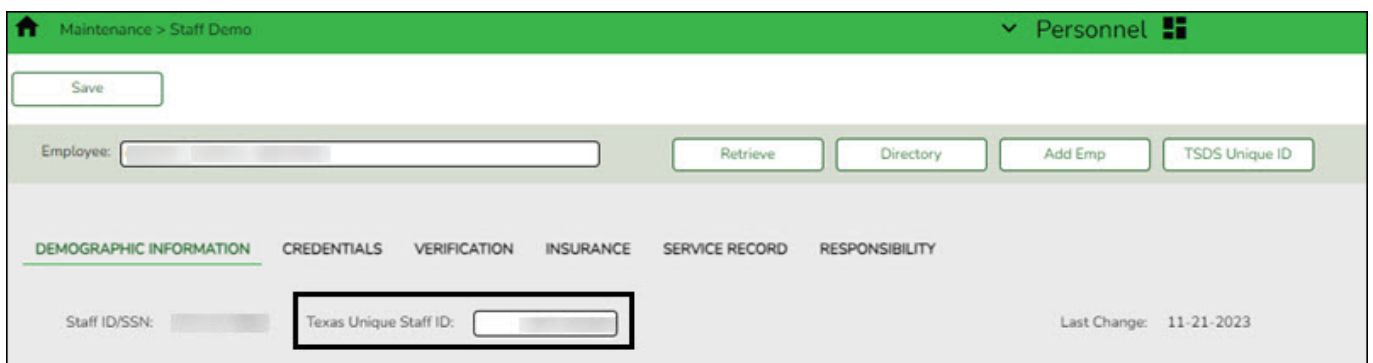 Maintenance > Staff Demo Personnel
Save
Employee: Retrieve Directory Add Emp TSDS Unique ID
DEMOGRAPHIC INFORMATION CREDENTIALS VERIFICATION INSURANCE SERVICE RECORD RESPONSIBILITY
Staff ID/SSN: Texas Unique Staff ID: Last Change: 11-21-2023